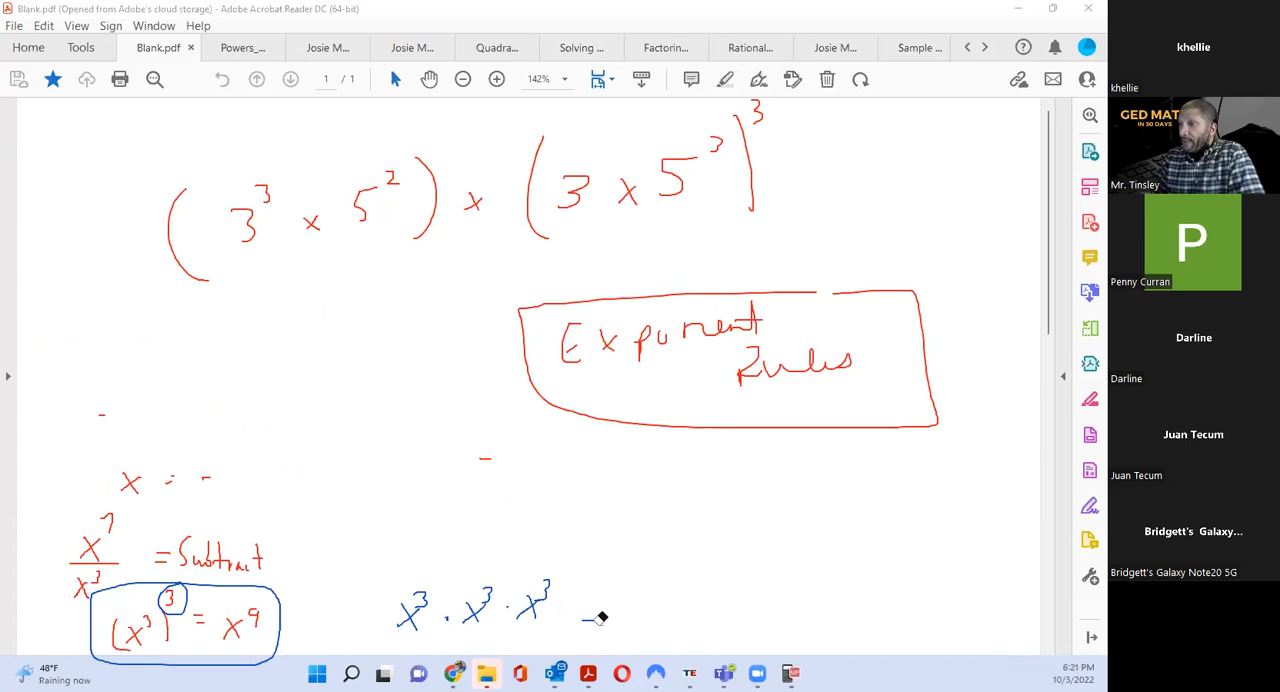 Blank.pdf (Opened from Adobe's cloud storage) - Adobe Acrobat Reader DC (64-bit)
File Edit View Sign Window Help
Home Tools Blank.pdf × Powers_... Josie M... Josie M... Quadra... Solving ... Factorin... Rational... Josie M... Sample ...
1 / 1 142%
(3³ x 5²) x (3 x 5³)³
Exponent
Rules
x = -
x⁷/x³ = Subtract
(x³)³ = x⁹
x³ · x³ · x³
48°F
Raining now
TE
6:21 PM
10/3/2022
khellie
khellie
GED MAT
IN 30 DAYS
Mr. Tinsley
P
Penny Curran
Darline
Darline
Juan Tecum
Juan Tecum
Bridgett's Galaxy...
Bridgett's Galaxy Note20 5G